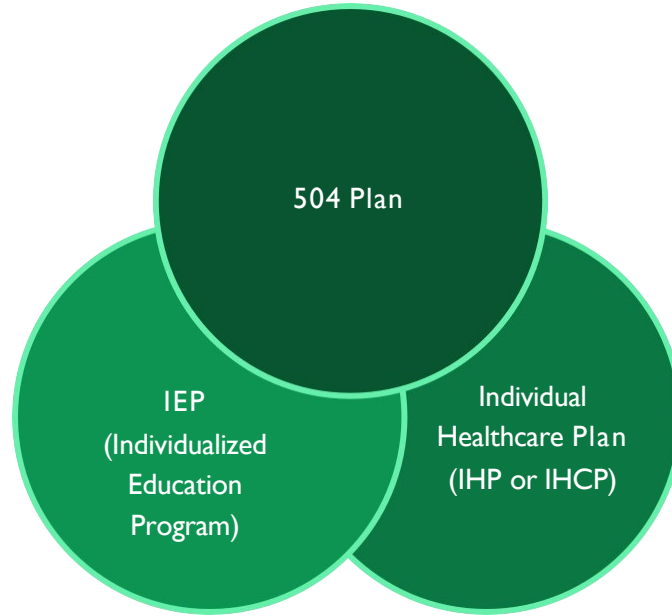 504 Plan
IEP
(Individualized
Education
Program)
Individual
Healthcare Plan
(IHP or IHCP)